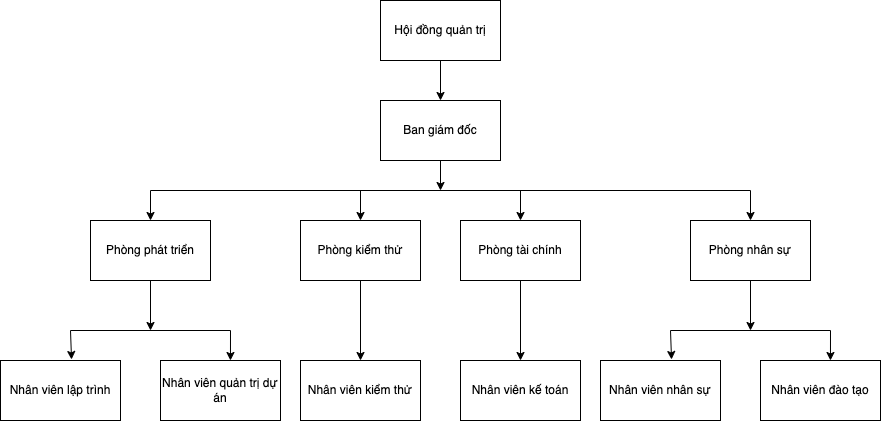 Hội đồng quản trị
Ban giám đốc
Phòng phát triển
Phòng kiểm thử
Phòng tài chính
Phòng nhân sự
Nhân viên lập trình
Nhân viên quản trị dự
án
Nhân viên kiểm thử
Nhân viên kế toán
Nhân viên nhân sự
Nhân viên đào tạo